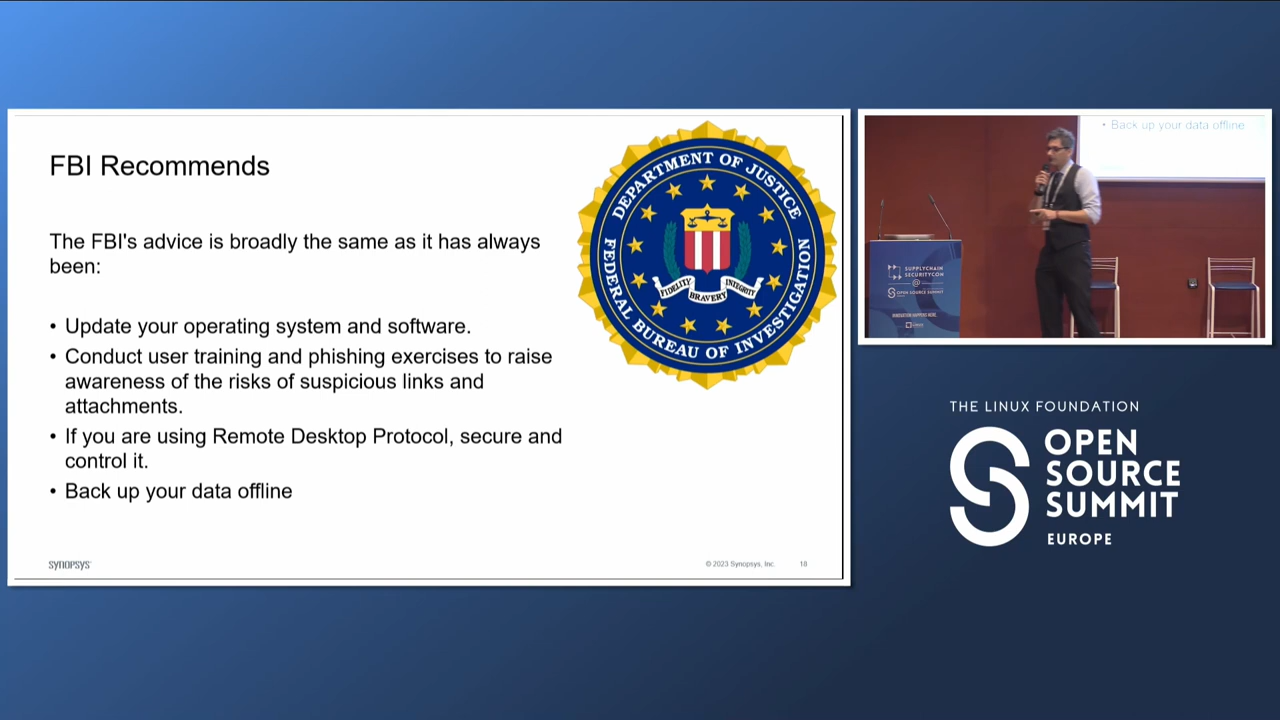 FBI Recommends
The FBI's advice is broadly the same as it has always
been:
• Update your operating system and software.
• Conduct user training and phishing exercises to raise
awareness of the risks of suspicious links and
attachments.
• If you are using Remote Desktop Protocol, secure and
control it.
• Back up your data offline
SYNOPSYS®
© 2023 Synopsys, Inc.
18
DEPARTMENT OF JUSTICE
FEDERAL BUREAU OF INVESTIGATION
FIDELITY
BRAVERY
INTEGRITY
• Back up your data offline
SUPPLYCHAIN
SECURITYCON
@
OPEN SOURCE SUMMIT
THE LINUX FOUNDATION
OPEN
SOURCE
SUMMIT
EUROPE